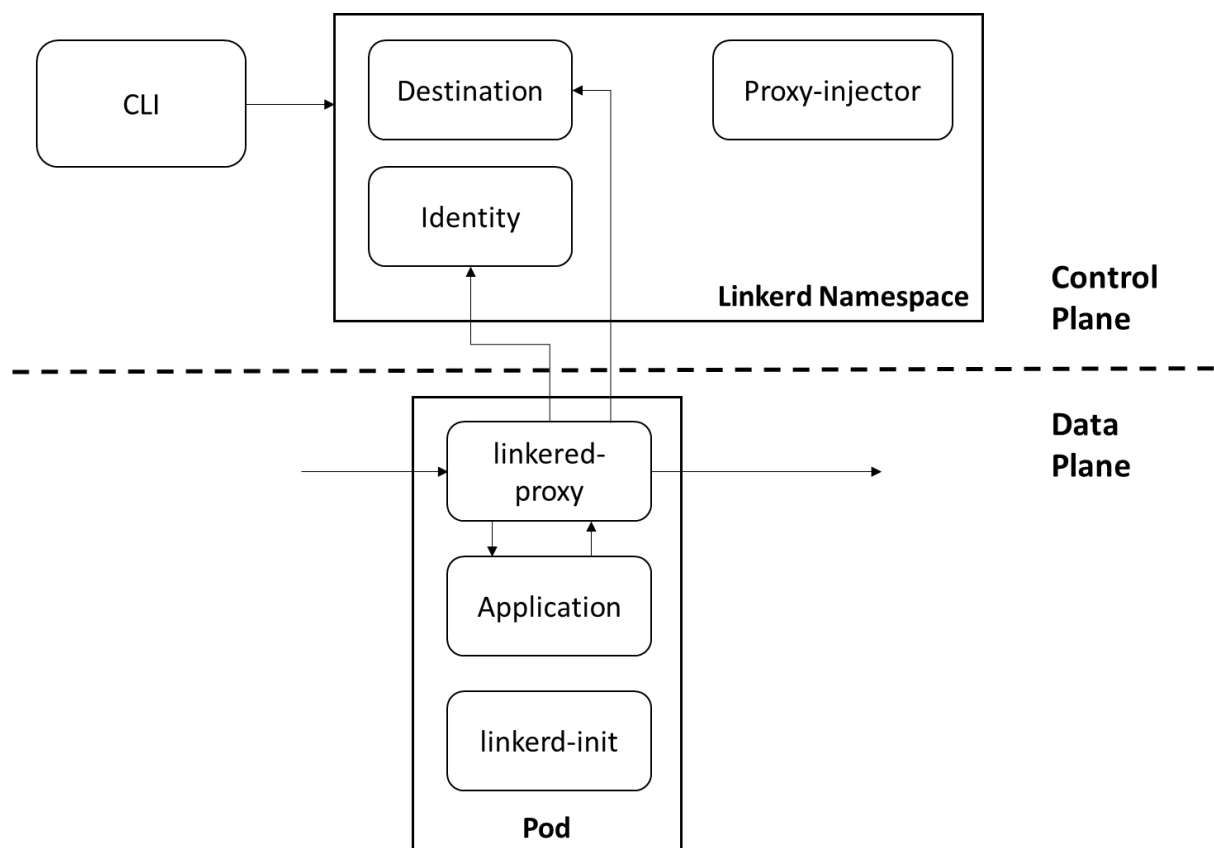 CLI
Destination
Proxy-injector
Identity
Linkerd Namespace
Control
Plane
Data
Plane
linkered-
proxy
Application
linkerd-init
Pod